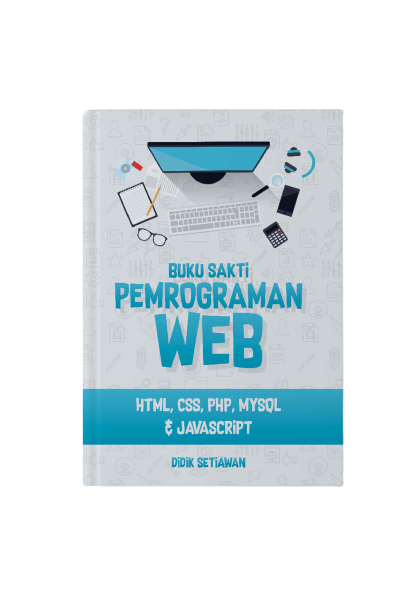 BUKU SAKTI
PEMROGRAMAN
WEB
HTML, CSS, PHP, MYSQL
& JAVASCRIPT
DIDIK SETIAWAN